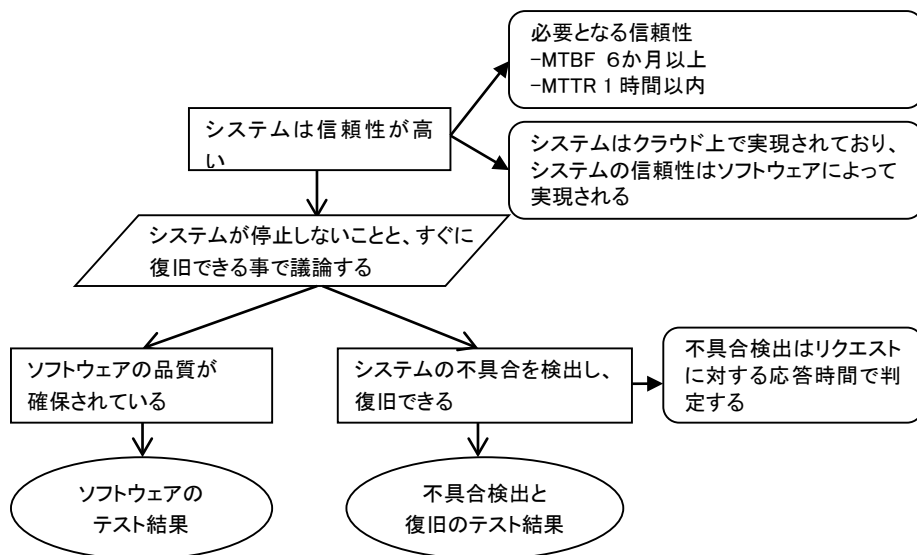 必要となる信頼性
-MTBF 6か月以上
-MTTR 1 時間以内
システムは信頼性が高
い
システムはクラウド上で実現されており、
システムの信頼性はソフトウェアによって
実現される
システムが停止しないことと、すぐに
復旧できる事で議論する
ソフトウェアの品質が
確保されている
システムの不具合を検出し、
復旧できる
不具合検出はリクエスト
に対する応答時間で判
定する
ソフトウェアの
テスト結果
不具合検出と
復旧のテスト結果